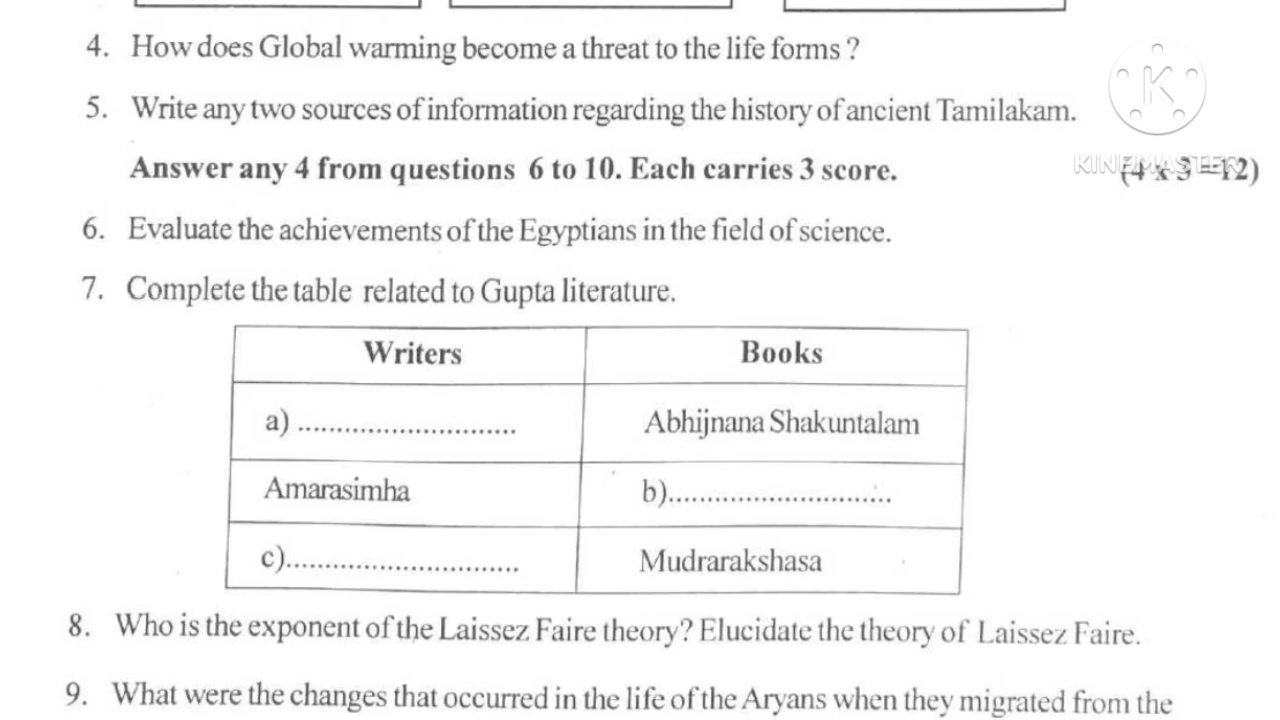 4. How does Global warming become a threat to the life forms ?
5. Write any two sources of information regarding the history of ancient Tamilakam.
K
KINEMASTER
Answer any 4 from questions 6 to 10. Each carries 3 score. (4 x 3 =12)
6. Evaluate the achievements of the Egyptians in the field of science.
7. Complete the table related to Gupta literature.
Writers Books
a) ............................ Abhijnana Shakuntalam
Amarasimha b).............................
c)............................... Mudrarakshasa
8. Who is the exponent of the Laissez Faire theory? Elucidate the theory of Laissez Faire.
9. What were the changes that occurred in the life of the Aryans when they migrated from the